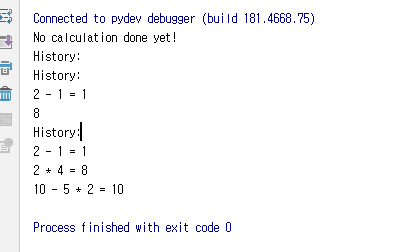 Connected to pydev debugger (build 181.4668.75)
No calculation done yet!
History:
History:
2 - 1 = 1
8
History:
2 - 1 = 1
2 * 4 = 8
10 - 5 * 2 = 10
Process finished with exit code 0